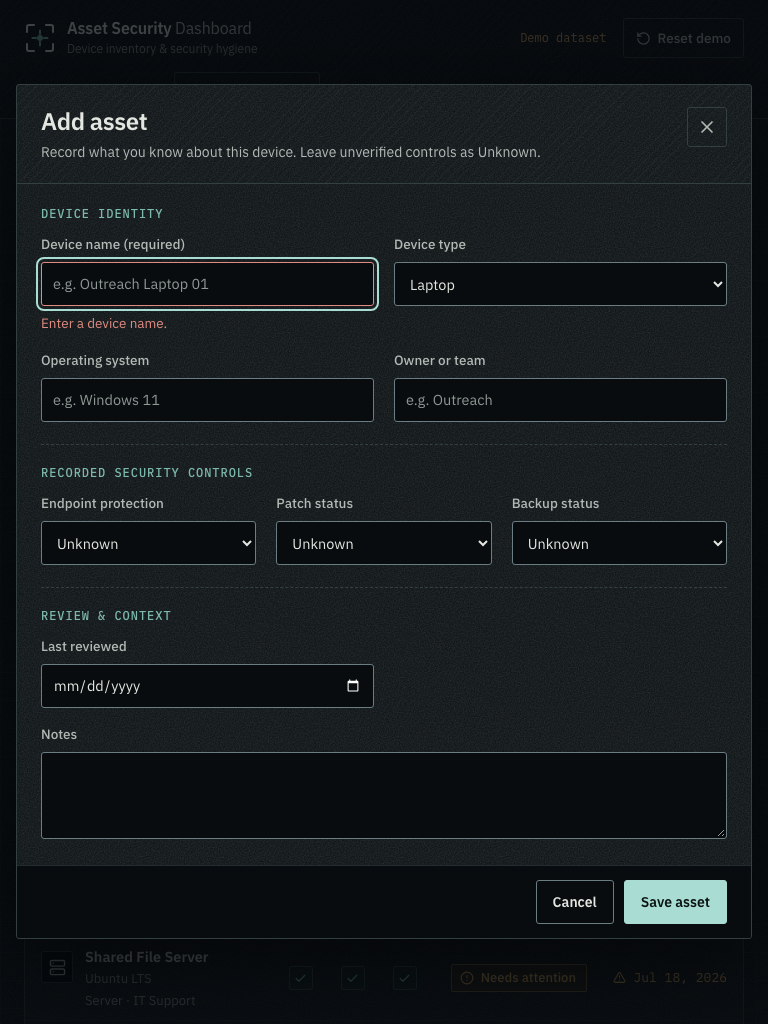 Asset Security Dashboard
Device inventory & security hygiene
Demo dataset
Reset demo
Add asset
Record what you know about this device. Leave unverified controls as Unknown.
DEVICE IDENTITY
Device name (required)
Device type
e.g. Outreach Laptop 01
Laptop
Enter a device name.
Operating system
Owner or team
e.g. Windows 11
e.g. Outreach
RECORDED SECURITY CONTROLS
Endpoint protection
Patch status
Backup status
Unknown
Unknown
Unknown
REVIEW & CONTEXT
Last reviewed
mm/dd/yyyy
Notes
Cancel
Save asset
Shared File Server
Ubuntu LTS
Server · IT Support
Needs attention
Jul 18, 2026